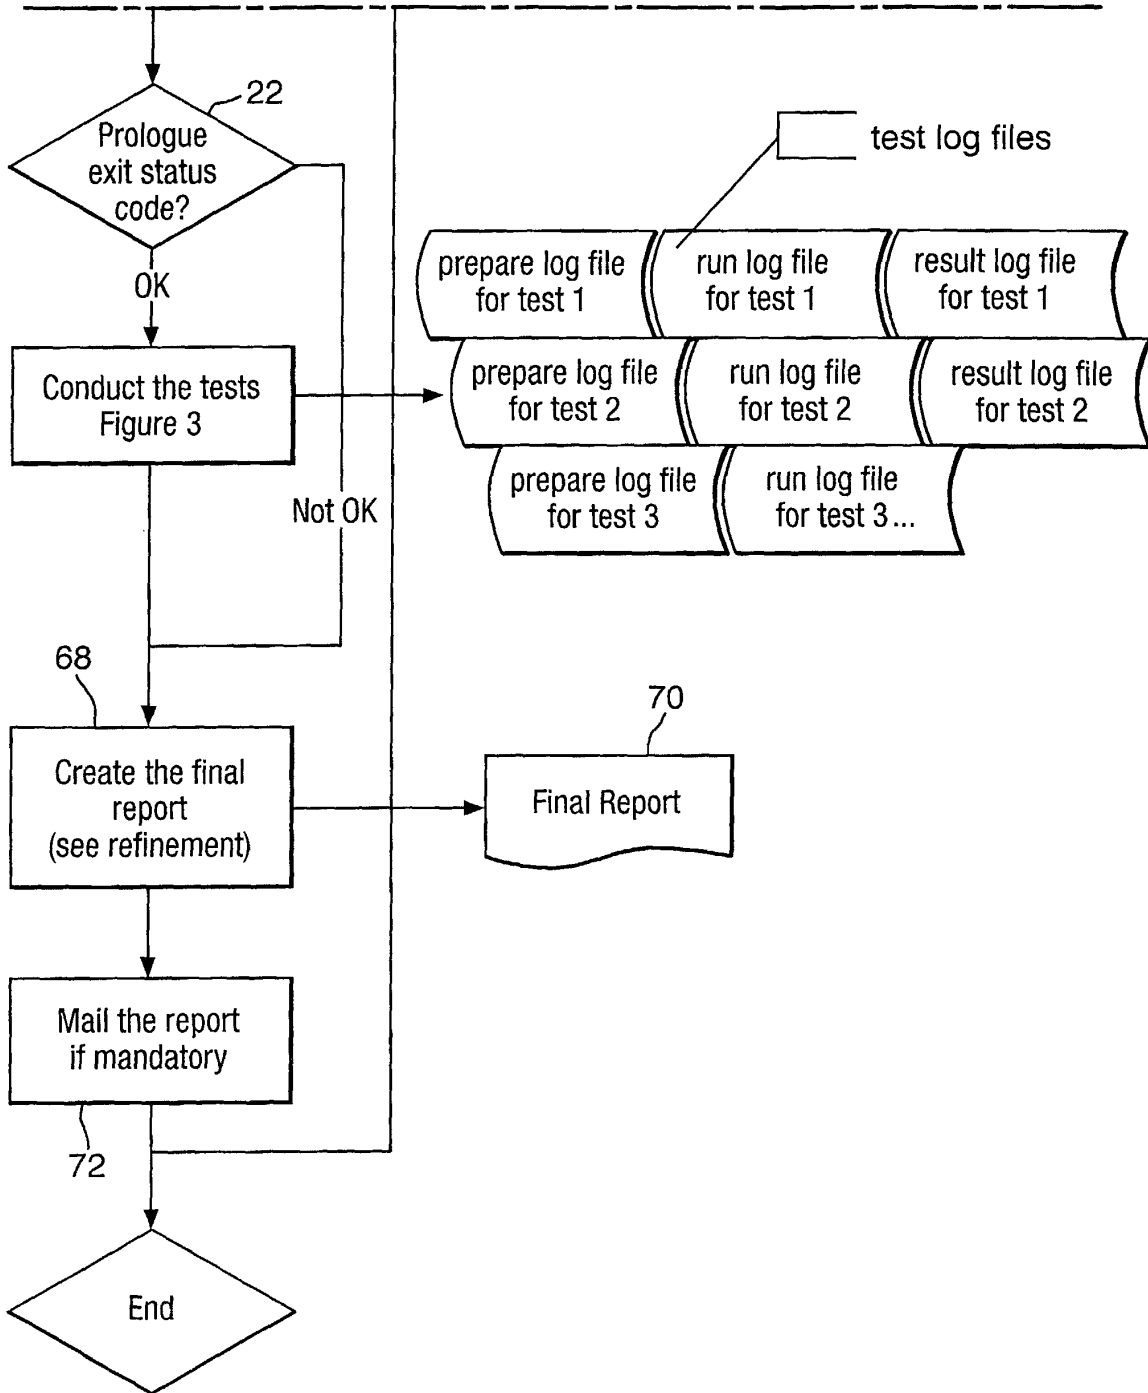 22
Prologue
exit status
code?
test log files
OK
prepare log file
for test 1
run log file
for test 1
result log file
for test 1
Conduct the tests
Figure 3
prepare log file
for test 2
run log file
for test 2
result log file
for test 2
prepare log file
for test 3
run log file
for test 3...
Not OK
68
Create the final
report
(see refinement)
70
Final Report
Mail the report
if mandatory
72
End